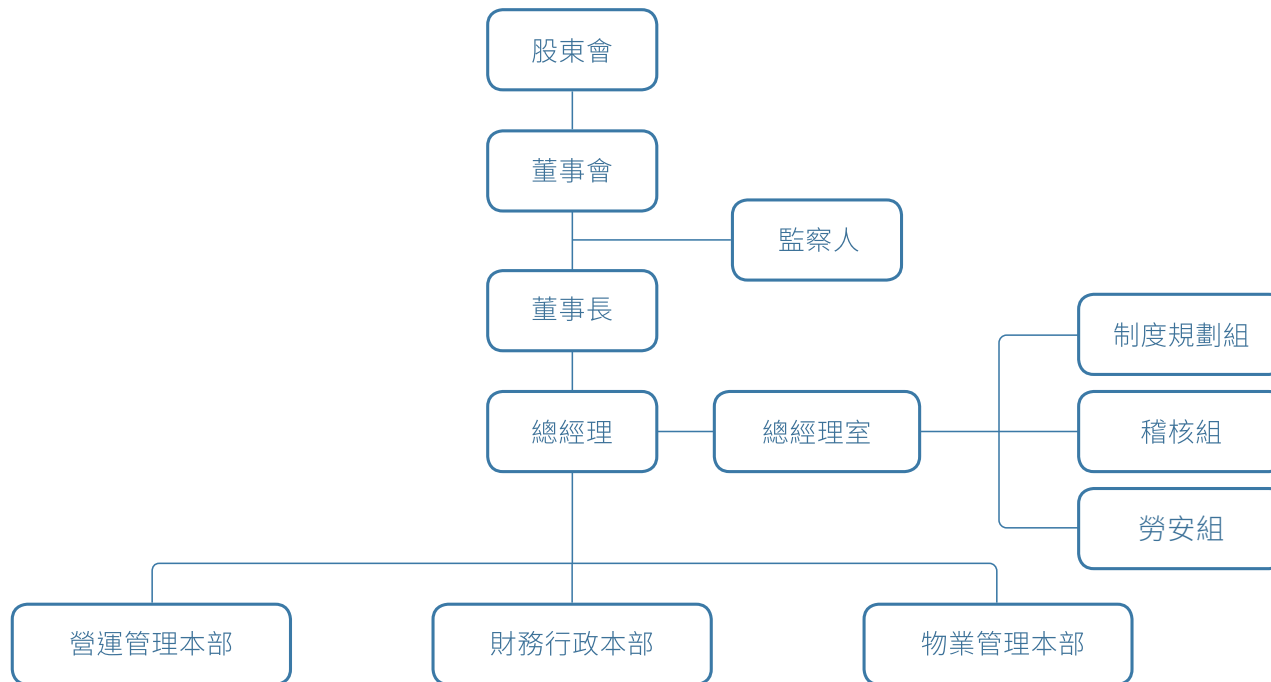 股東會
董事會
監察人
董事長
制度規劃組
總經理
總經理室
稽核組
勞安組
營運管理本部
財務行政本部
物業管理本部